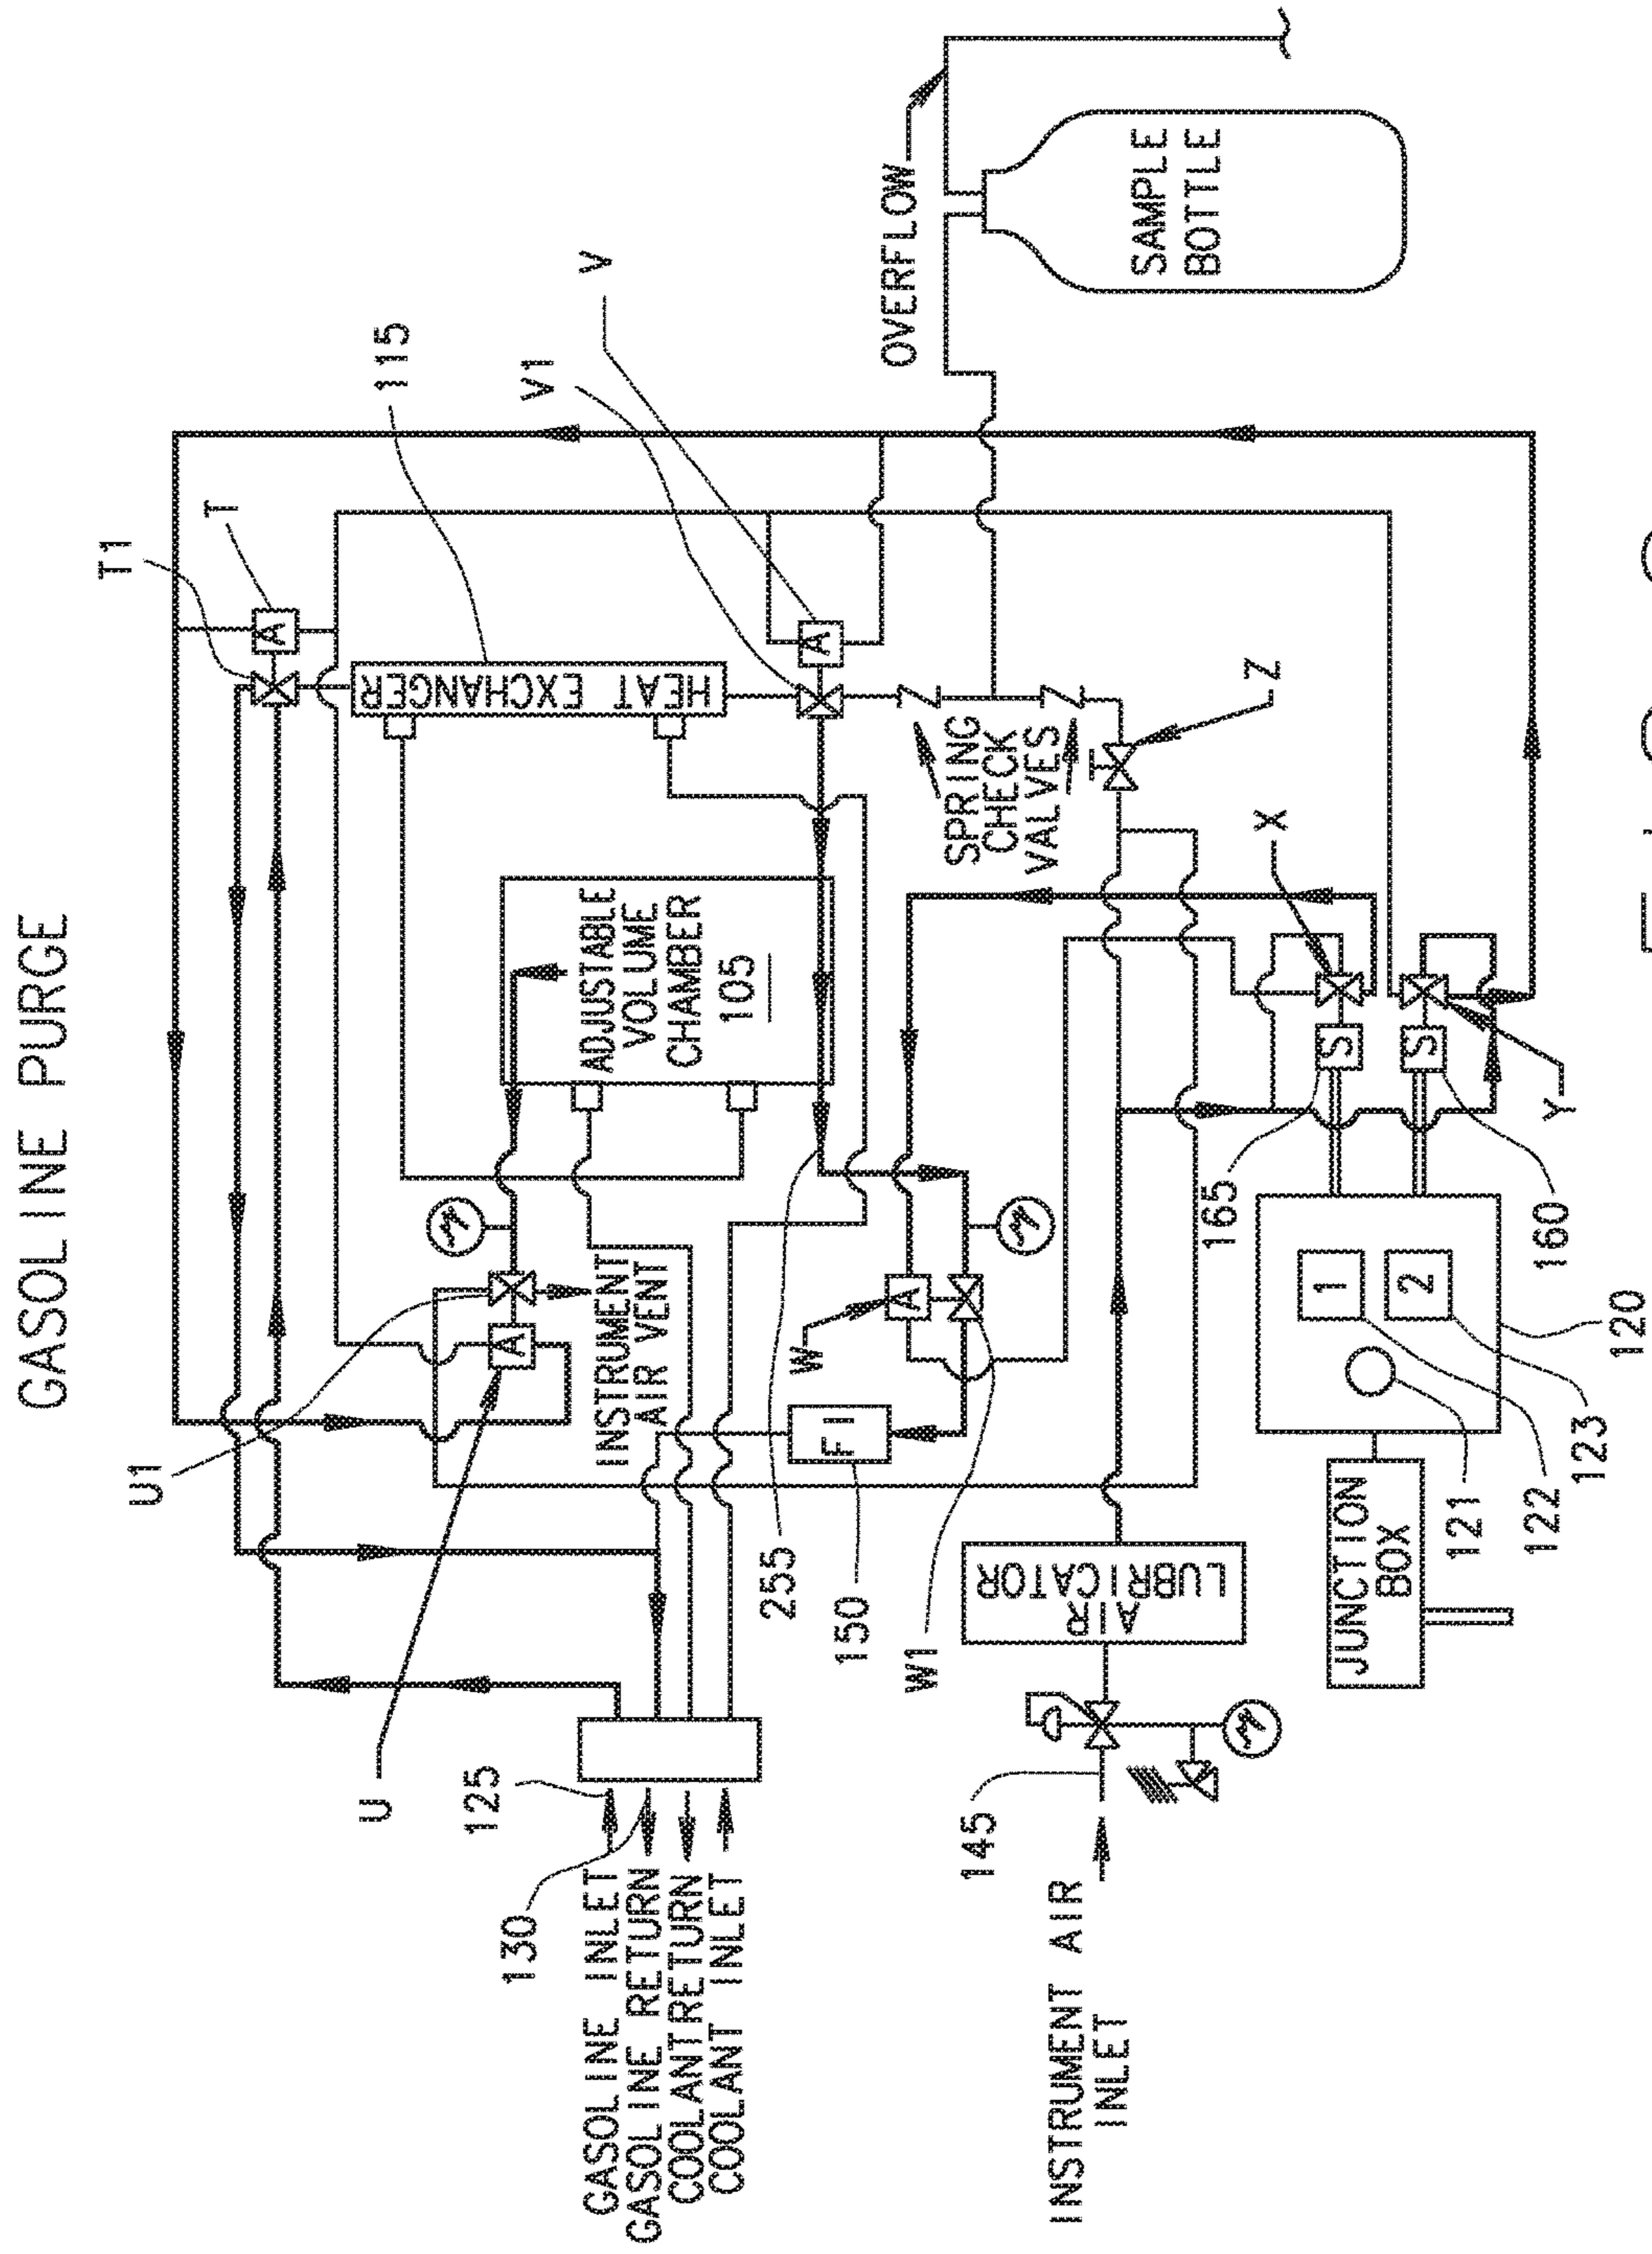 GASOLINE PURGE
T1
T
115
V1
V
HEAT EXCHANGER
A
A
OVERFLOW
SAMPLE
BOTTLE
SPRING
CHECK
VALVES
Z
ADJUSTABLE
VOLUME
CHAMBER
105
X
Y
S
S
165
160
U1
U
A
INSTRUMENT
AIR VENT
W
A
W1
FI
150
255
125
130
GASOLINE INLET
GASOLINE RETURN
COOLANT RETURN
COOLANT INLET
AIR
LUBRICATOR
145
INSTRUMENT AIR
INLET
1
2
120
121
122
123
JUNCTION
BOX